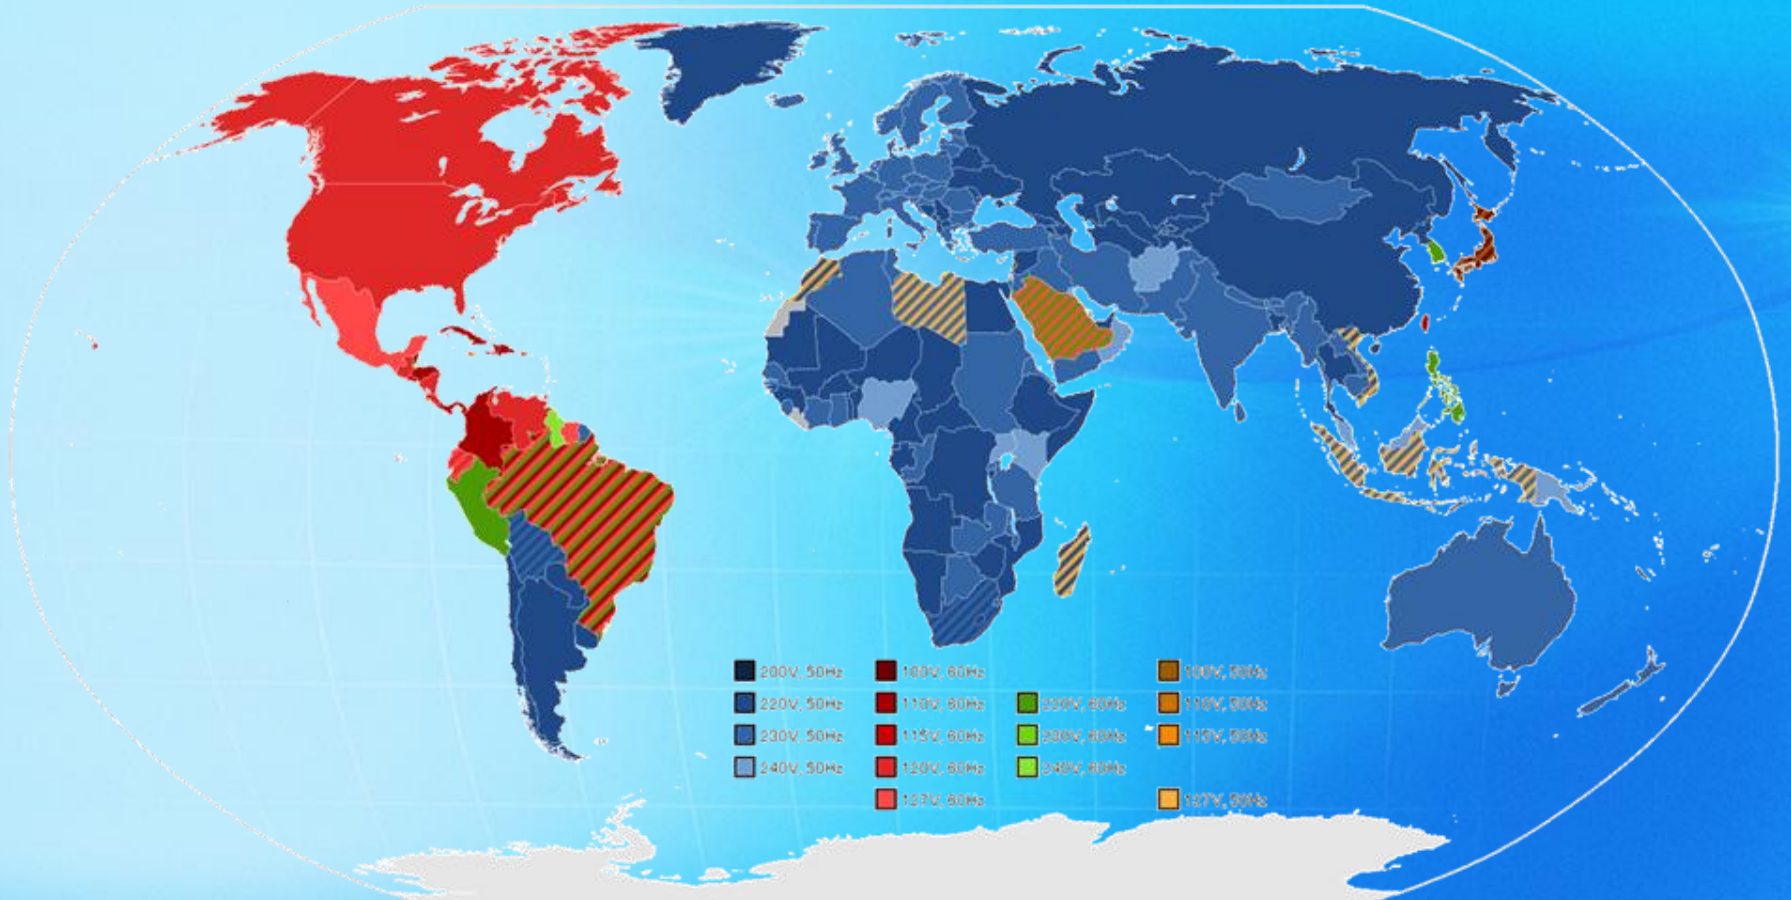 200V, 50Hz
220V, 50Hz
230V, 50Hz
240V, 50Hz
100V, 60Hz
110V, 60Hz
115V, 60Hz
120V, 60Hz
127V, 60Hz
220V, 60Hz
230V, 60Hz
240V, 60Hz
100V, 50Hz
110V, 50Hz
115V, 50Hz
127V, 50Hz